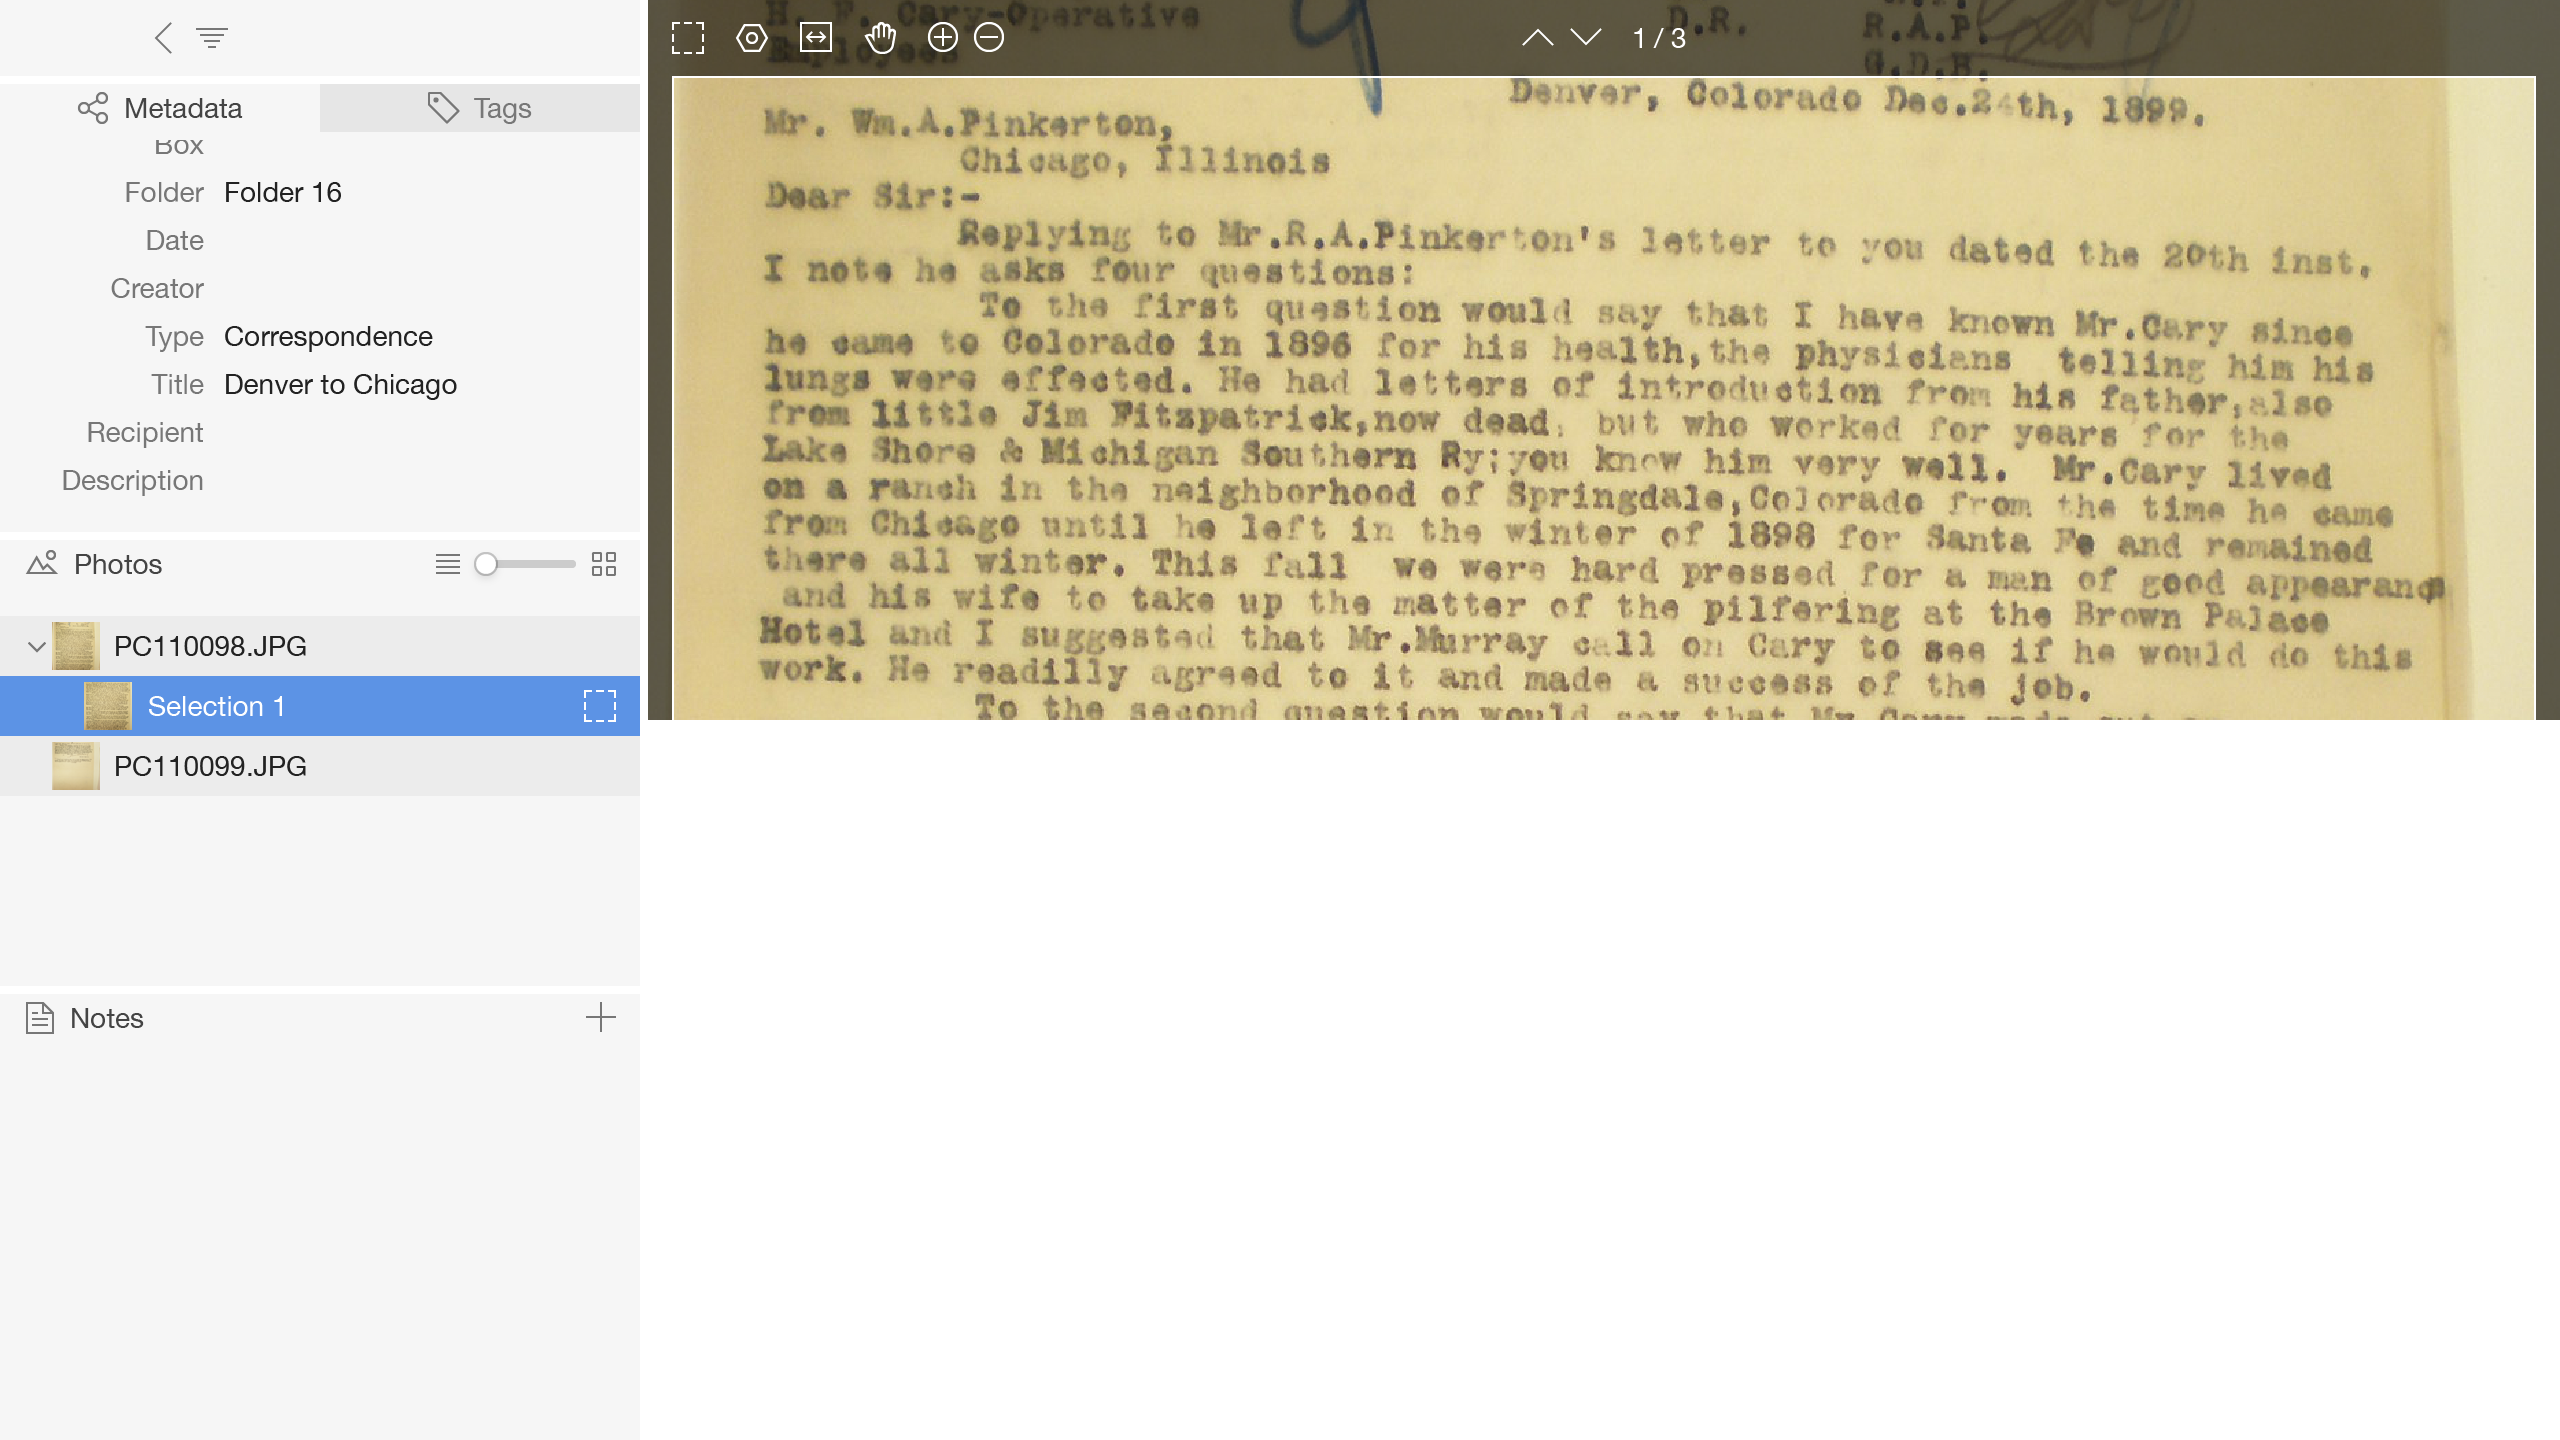 Metadata
Tags
Box
Folder Folder 16
Date
Creator
Type Correspondence
Title Denver to Chicago
Recipient
Description
Photos
PC110098.JPG
Selection 1
PC110099.JPG
Notes
1 / 3
H. F. Cary-Operative
Employees
D.R.
R.A.P.
G.D.B.
Denver, Colorado Dec.24th, 1899.
Mr. Wm.A.Pinkerton,
Chicago, Illinois
Dear Sir:-
Replying to Mr.R.A.Pinkerton's letter to you dated the 20th inst.
I note he asks four questions:
To the first question would say that I have known Mr.Cary since
he came to Colorado in 1896 for his health,the physicians telling him his
lungs were effected. He had letters of introduction from his father,also
from little Jim Fitzpatrick,now dead, but who worked for years for the
Lake Shore & Michigan Southern Ry;you know him very well. Mr.Cary lived
on a ranch in the neighborhood of Springdale,Colorado from the time he came
from Chicago until he left in the winter of 1898 for Santa Fe and remained
there all winter. This fall we were hard pressed for a man of good appearance
and his wife to take up the matter of the pilfering at the Brown Palace
Hotel and I suggested that Mr.Murray call on Cary to see if he would do this
work. He readilly agreed to it and made a success of the job.
To the second question would say that Mr Cary made out